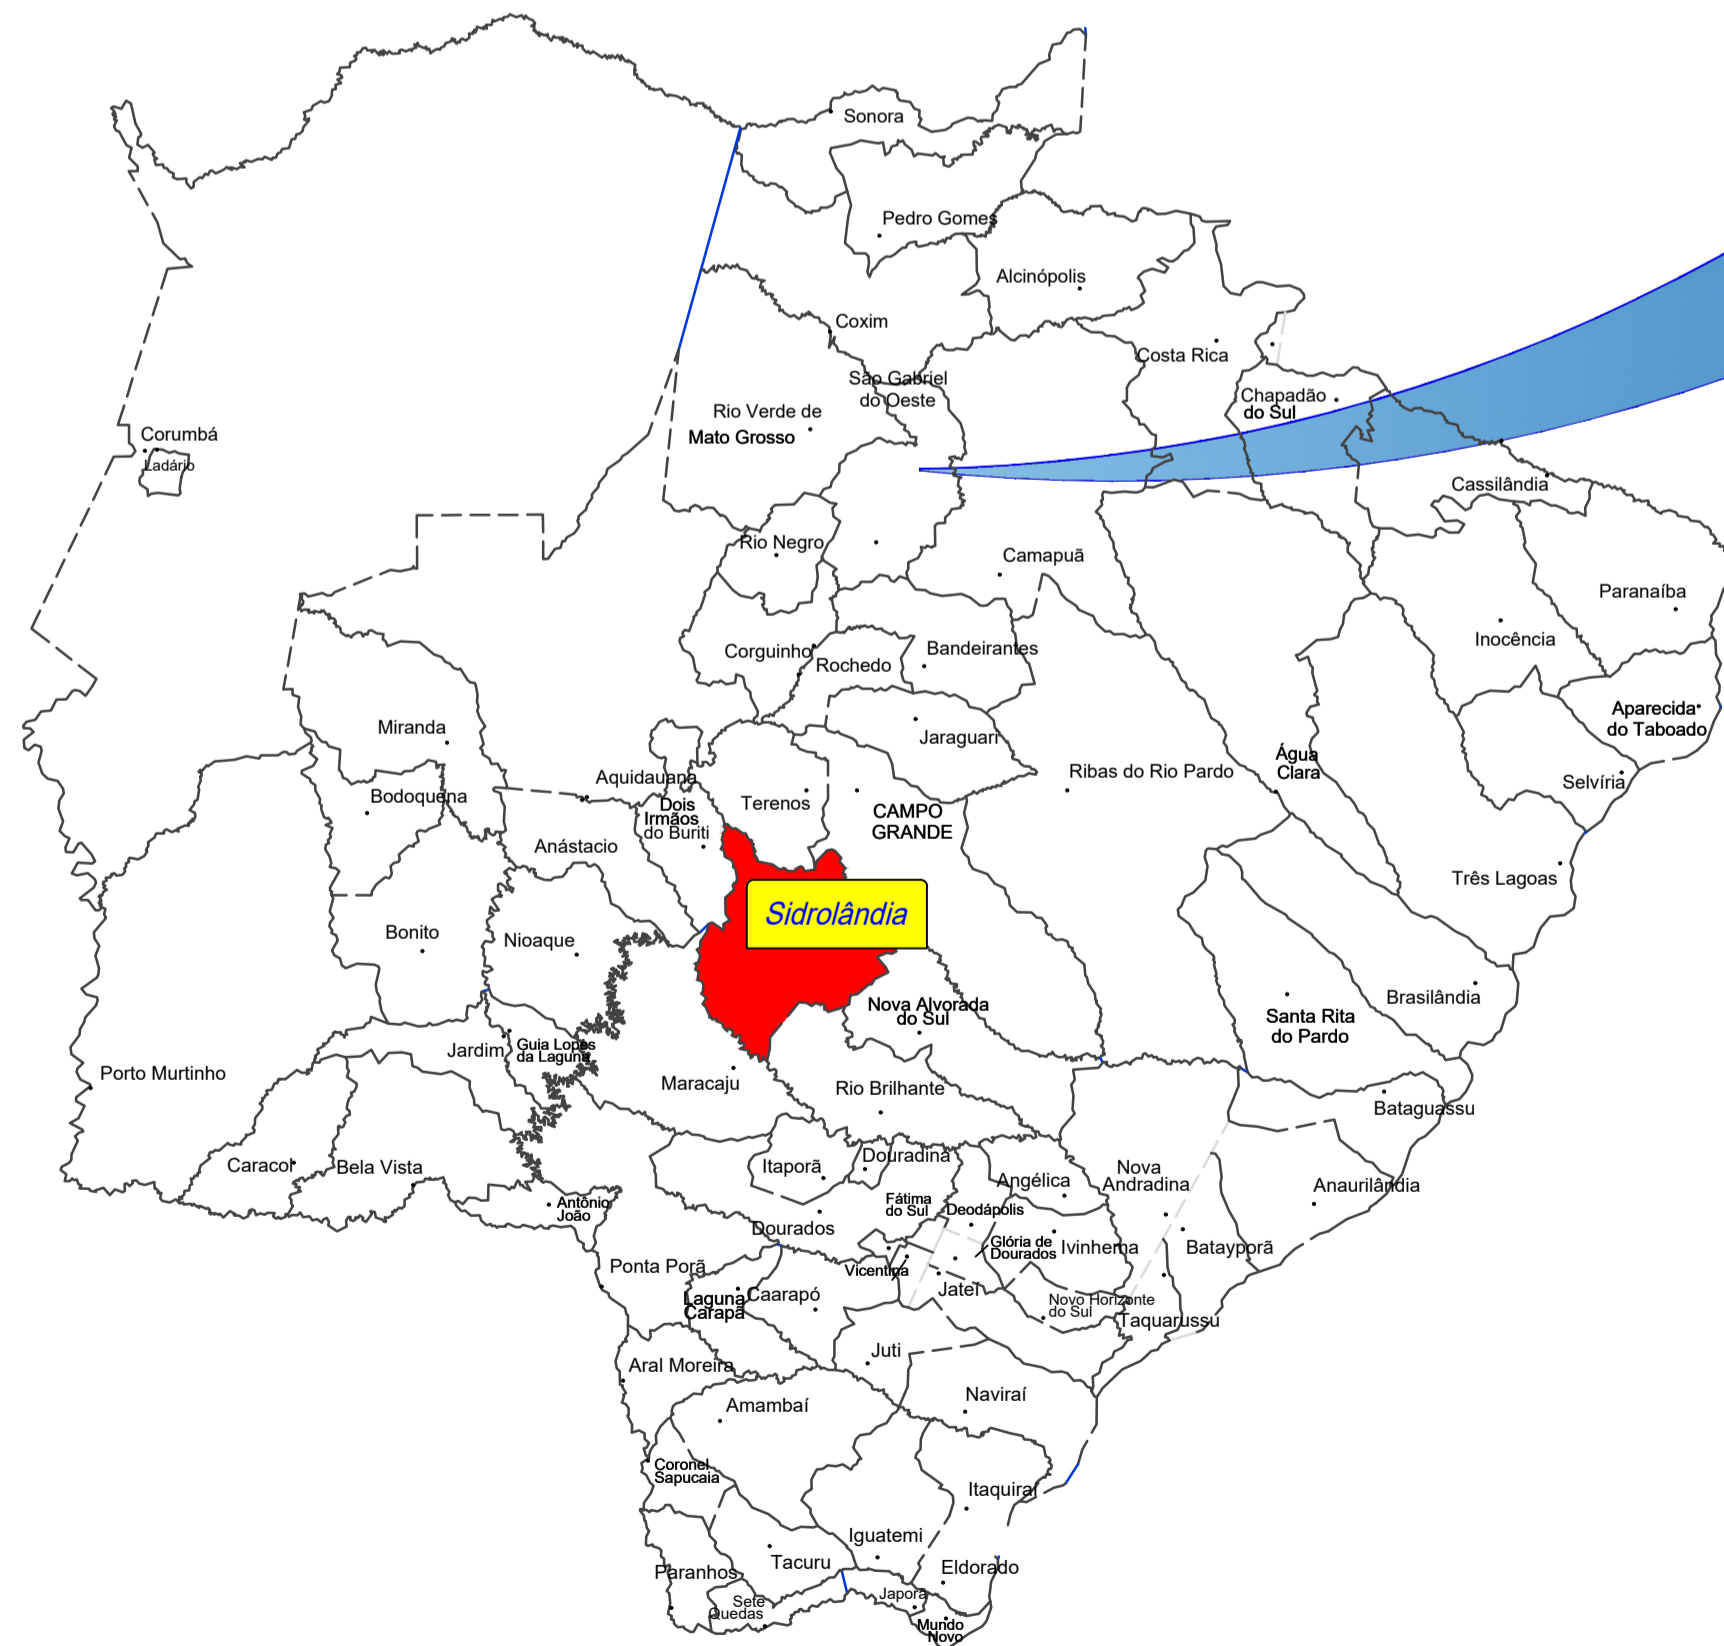 Sonora
Pedro Gomes
Alcinópolis
Coxim
Costa Rica
São Gabriel
do Oeste
Chapadão
do Sul
Rio Verde de
Mato Grosso
Corumbá
Ladário
Cassilândia
Rio Negro
Camapuã
Paranaíba
Inocência
Corguinho
Rochedo
Bandeirantes
Aparecida
do Taboado
Miranda
Jaraguari
Água
Clara
Ribas do Rio Pardo
Selvíria
Aquidauana
Bodoquena
Terenos
Dois
Irmãos
do Buriti
CAMPO
GRANDE
Anástacio
Três Lagoas
Sidrolândia
Bonito
Nioaque
Brasilândia
Nova Alvorada
do Sul
Santa Rita
do Pardo
Jardim
Guia Lopes
da Laguna
Porto Murtinho
Maracaju
Rio Brilhante
Bataguassu
Caracol
Bela Vista
Itaporã
Douradina
Angélica
Nova
Andradina
Anaurilândia
Antônio
João
Fátima
do Sul
Deodápolis
Dourados
Glória de
Dourados
Ivinhema
Batayporã
Ponta Porã
Vicentina
Jateí
Laguna
Carapã
Caarapó
Novo Horizonte
do Sul
Taquarussu
Juti
Aral Moreira
Naviraí
Amambaí
Coronel
Sapucaia
Itaquiraí
Iguatemi
Tacuru
Eldorado
Paranhos
Sete
Quedas
Japorã
Mundo
Novo